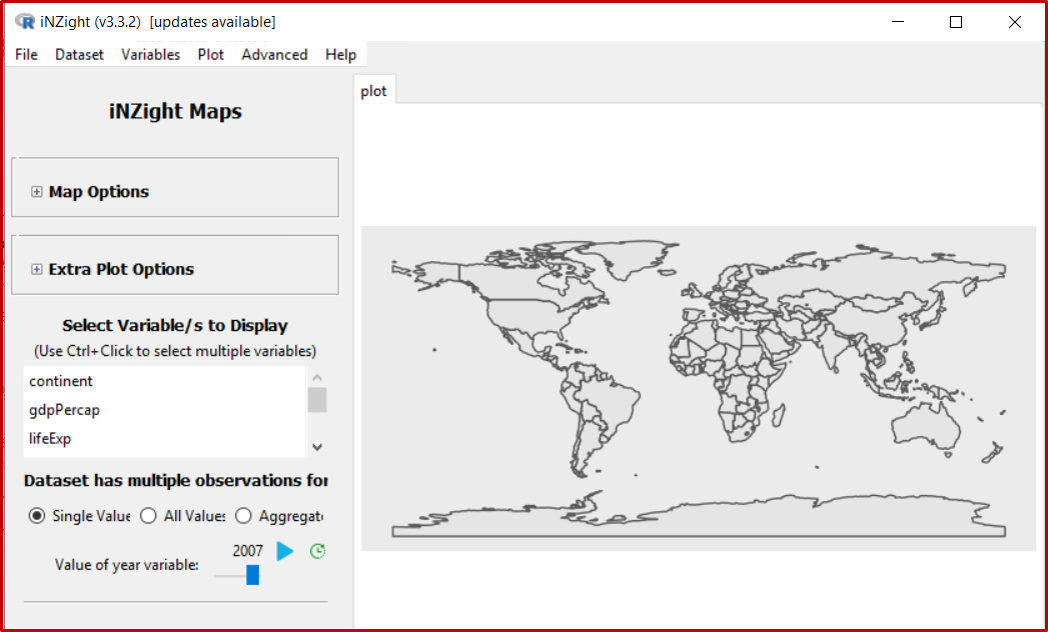 iNZight (v3.3.2) [updates available]
File Dataset Variables Plot Advanced Help
iNZight Maps
plot
Map Options
Extra Plot Options
Select Variable/s to Display
(Use Ctrl+Click to select multiple variables)
continent
gdpPercap
lifeExp
Dataset has multiple observations for
Single Value All Values Aggregate
2007
Value of year variable: